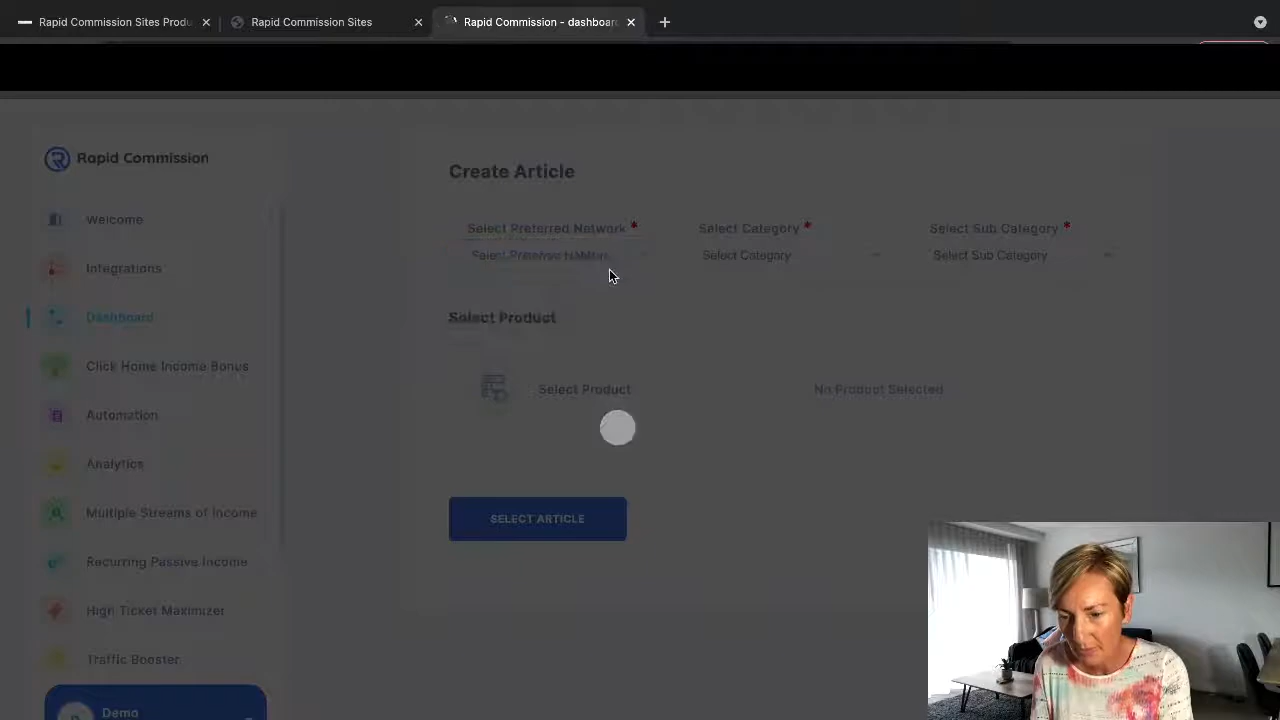 Rapid Commission Sites Produ
Rapid Commission Sites
Rapid Commission - dashboard
Rapid Commission
Welcome
Integrations
Dashboard
Click Home Income Bonus
Automation
Analytics
Multiple Streams of Income
Recurring Passive Income
High Ticket Maximizer
Traffic Booster
Demo
Create Article
Select Preferred Network *
Select Category *
Select Sub Category *
Select Preferred
Select Category
Select Sub Category
Select Product
Select Product
No Product Selected
SELECT ARTICLE